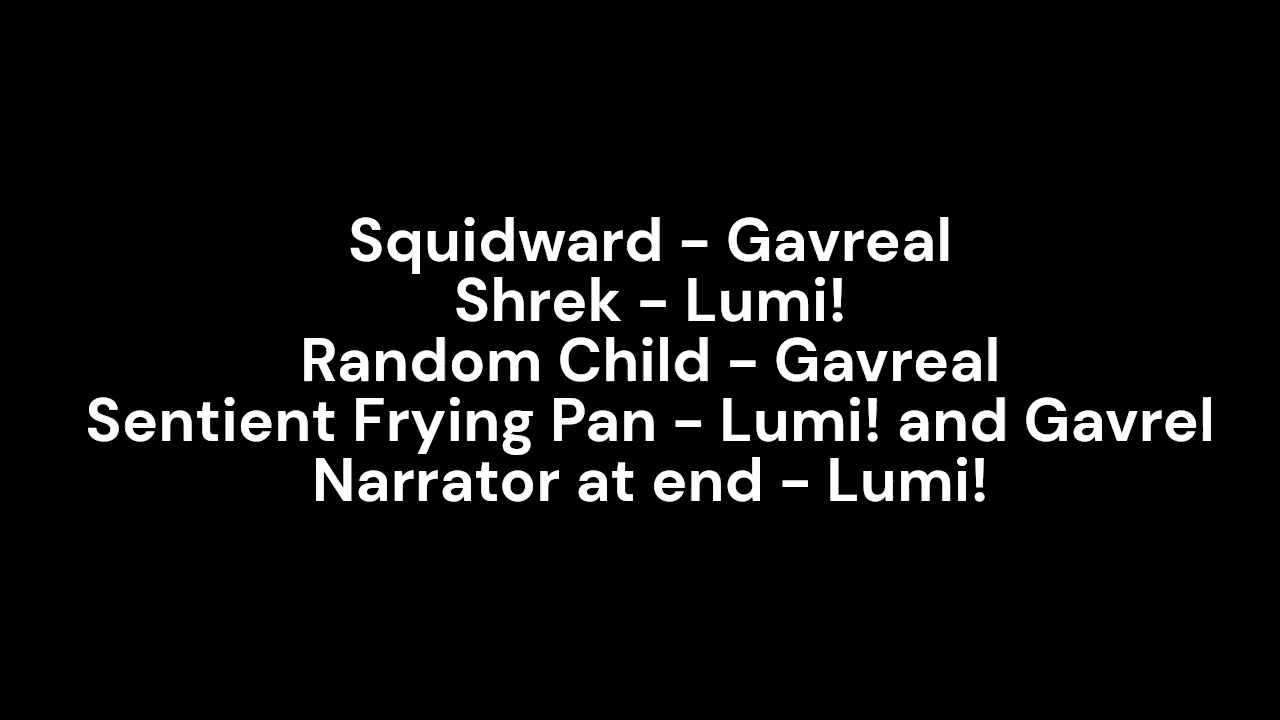 Squidward - Gavreal
Shrek - Lumi!
Random Child - Gavreal
Sentient Frying Pan - Lumi! and Gavrel
Narrator at end - Lumi!